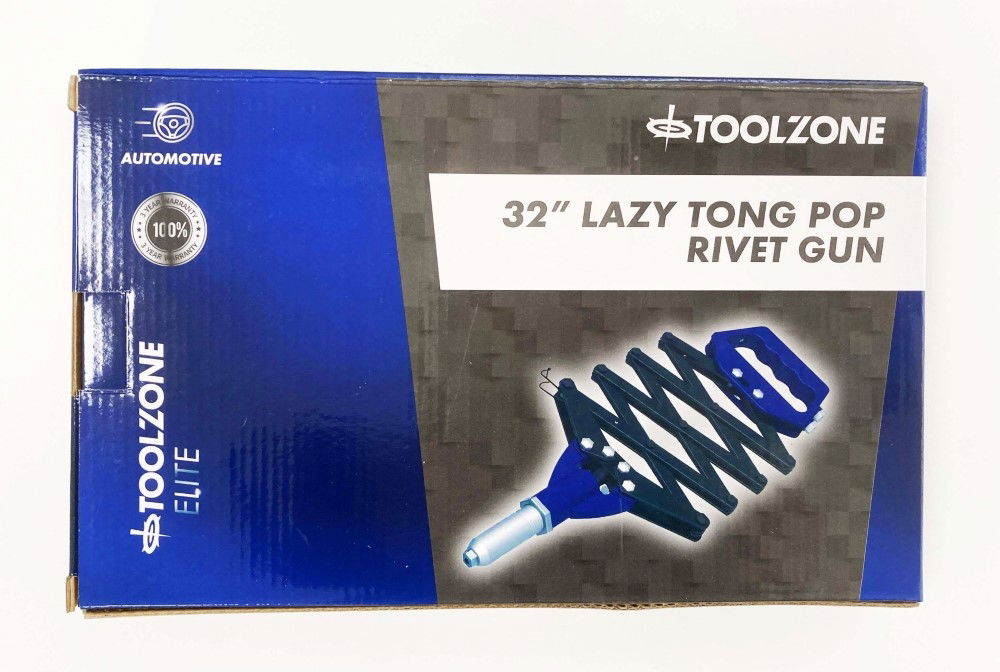 AUTOMOTIVE
3 YEAR WARRANTY
100%
3 YEAR WARRANTY
TOOLZONE
ELITE
TOOLZONE
32" LAZY TONG POP
RIVET GUN